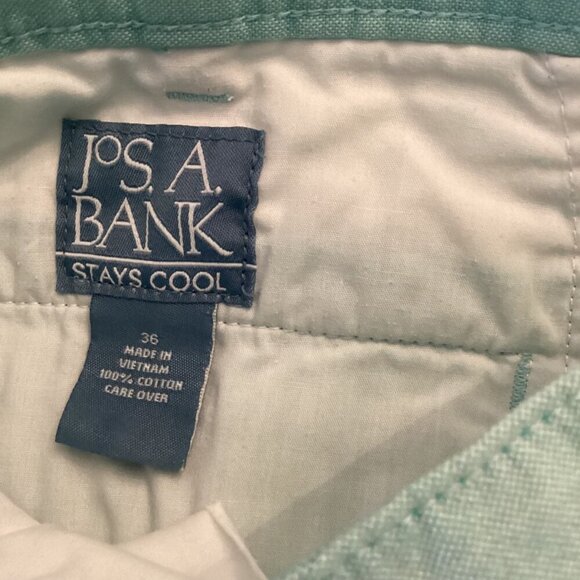 JOS. A.
BANK
STAYS COOL
36
MADE IN
VIETNAM
100% COTTON
CARE OVER